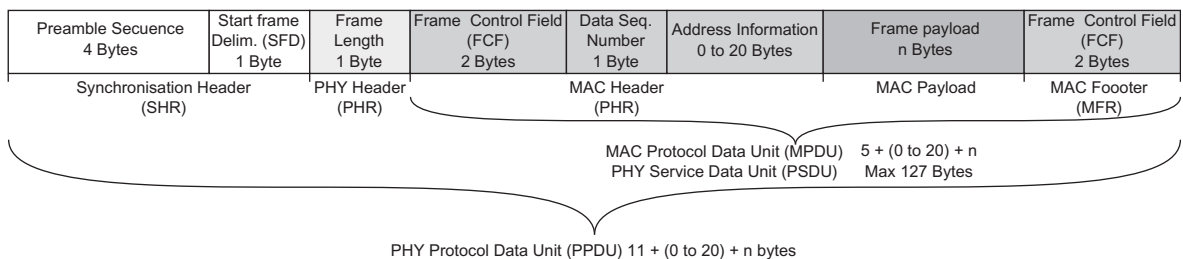 Preamble Secuence
4 Bytes
Start frame
Delim. (SFD)
1 Byte
Frame
Length
1 Byte
Frame Control Field
(FCF)
2 Bytes
Data Seq.
Number
1 Byte
Address Information
0 to 20 Bytes
Frame payload
n Bytes
Frame Control Field
(FCF)
2 Bytes
Synchronisation Header
(SHR)
PHY Header
(PHR)
MAC Header
(PHR)
MAC Payload
MAC Foooter
(MFR)
MAC Protocol Data Unit (MPDU) 5 + (0 to 20) + n
PHY Service Data Unit (PSDU) Max 127 Bytes
PHY Protocol Data Unit (PPDU) 11 + (0 to 20) + n bytes